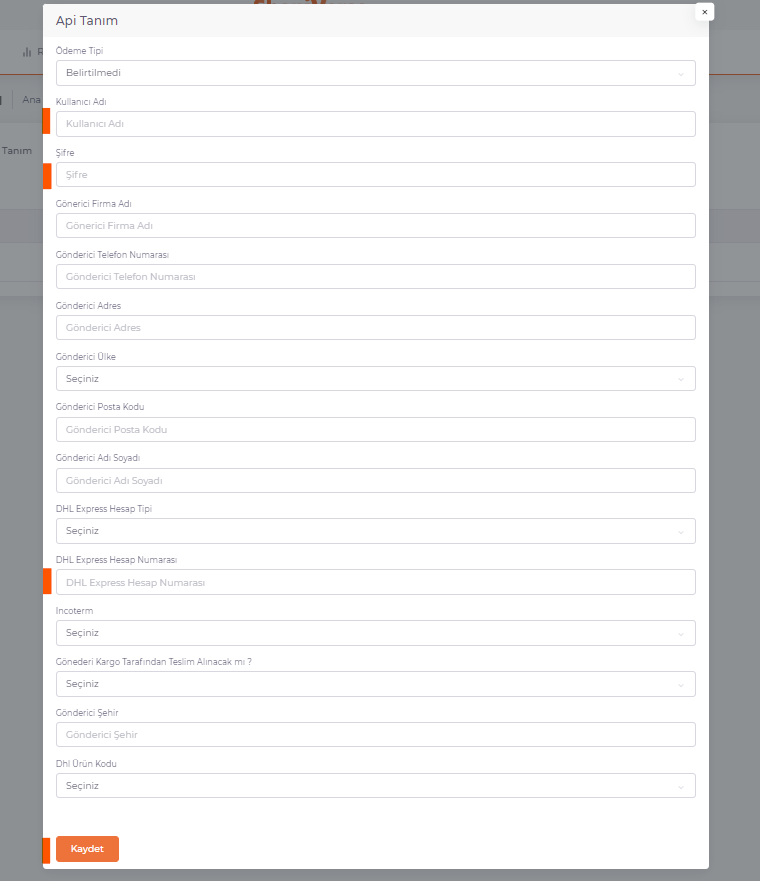 Api Tanım
×
Ana
Tanım
Ödeme Tipi
Belirtilmedi
Kullanıcı Adı
Kullanıcı Adı
Şifre
Şifre
Gönerici Firma Adı
Gönerici Firma Adı
Gönderici Telefon Numarası
Gönderici Telefon Numarası
Gönderici Adres
Gönderici Adres
Gönderici Ülke
Seçiniz
Gönderici Posta Kodu
Gönderici Posta Kodu
Gönderici Adı Soyadı
Gönderici Adı Soyadı
DHL Express Hesap Tipi
Seçiniz
DHL Express Hesap Numarası
DHL Express Hesap Numarası
Incoterm
Seçiniz
Gönederi Kargo Tarafından Teslim Alınacak mı ?
Seçiniz
Gönderici Şehir
Gönderici Şehir
Dhl Ürün Kodu
Seçiniz
Kaydet